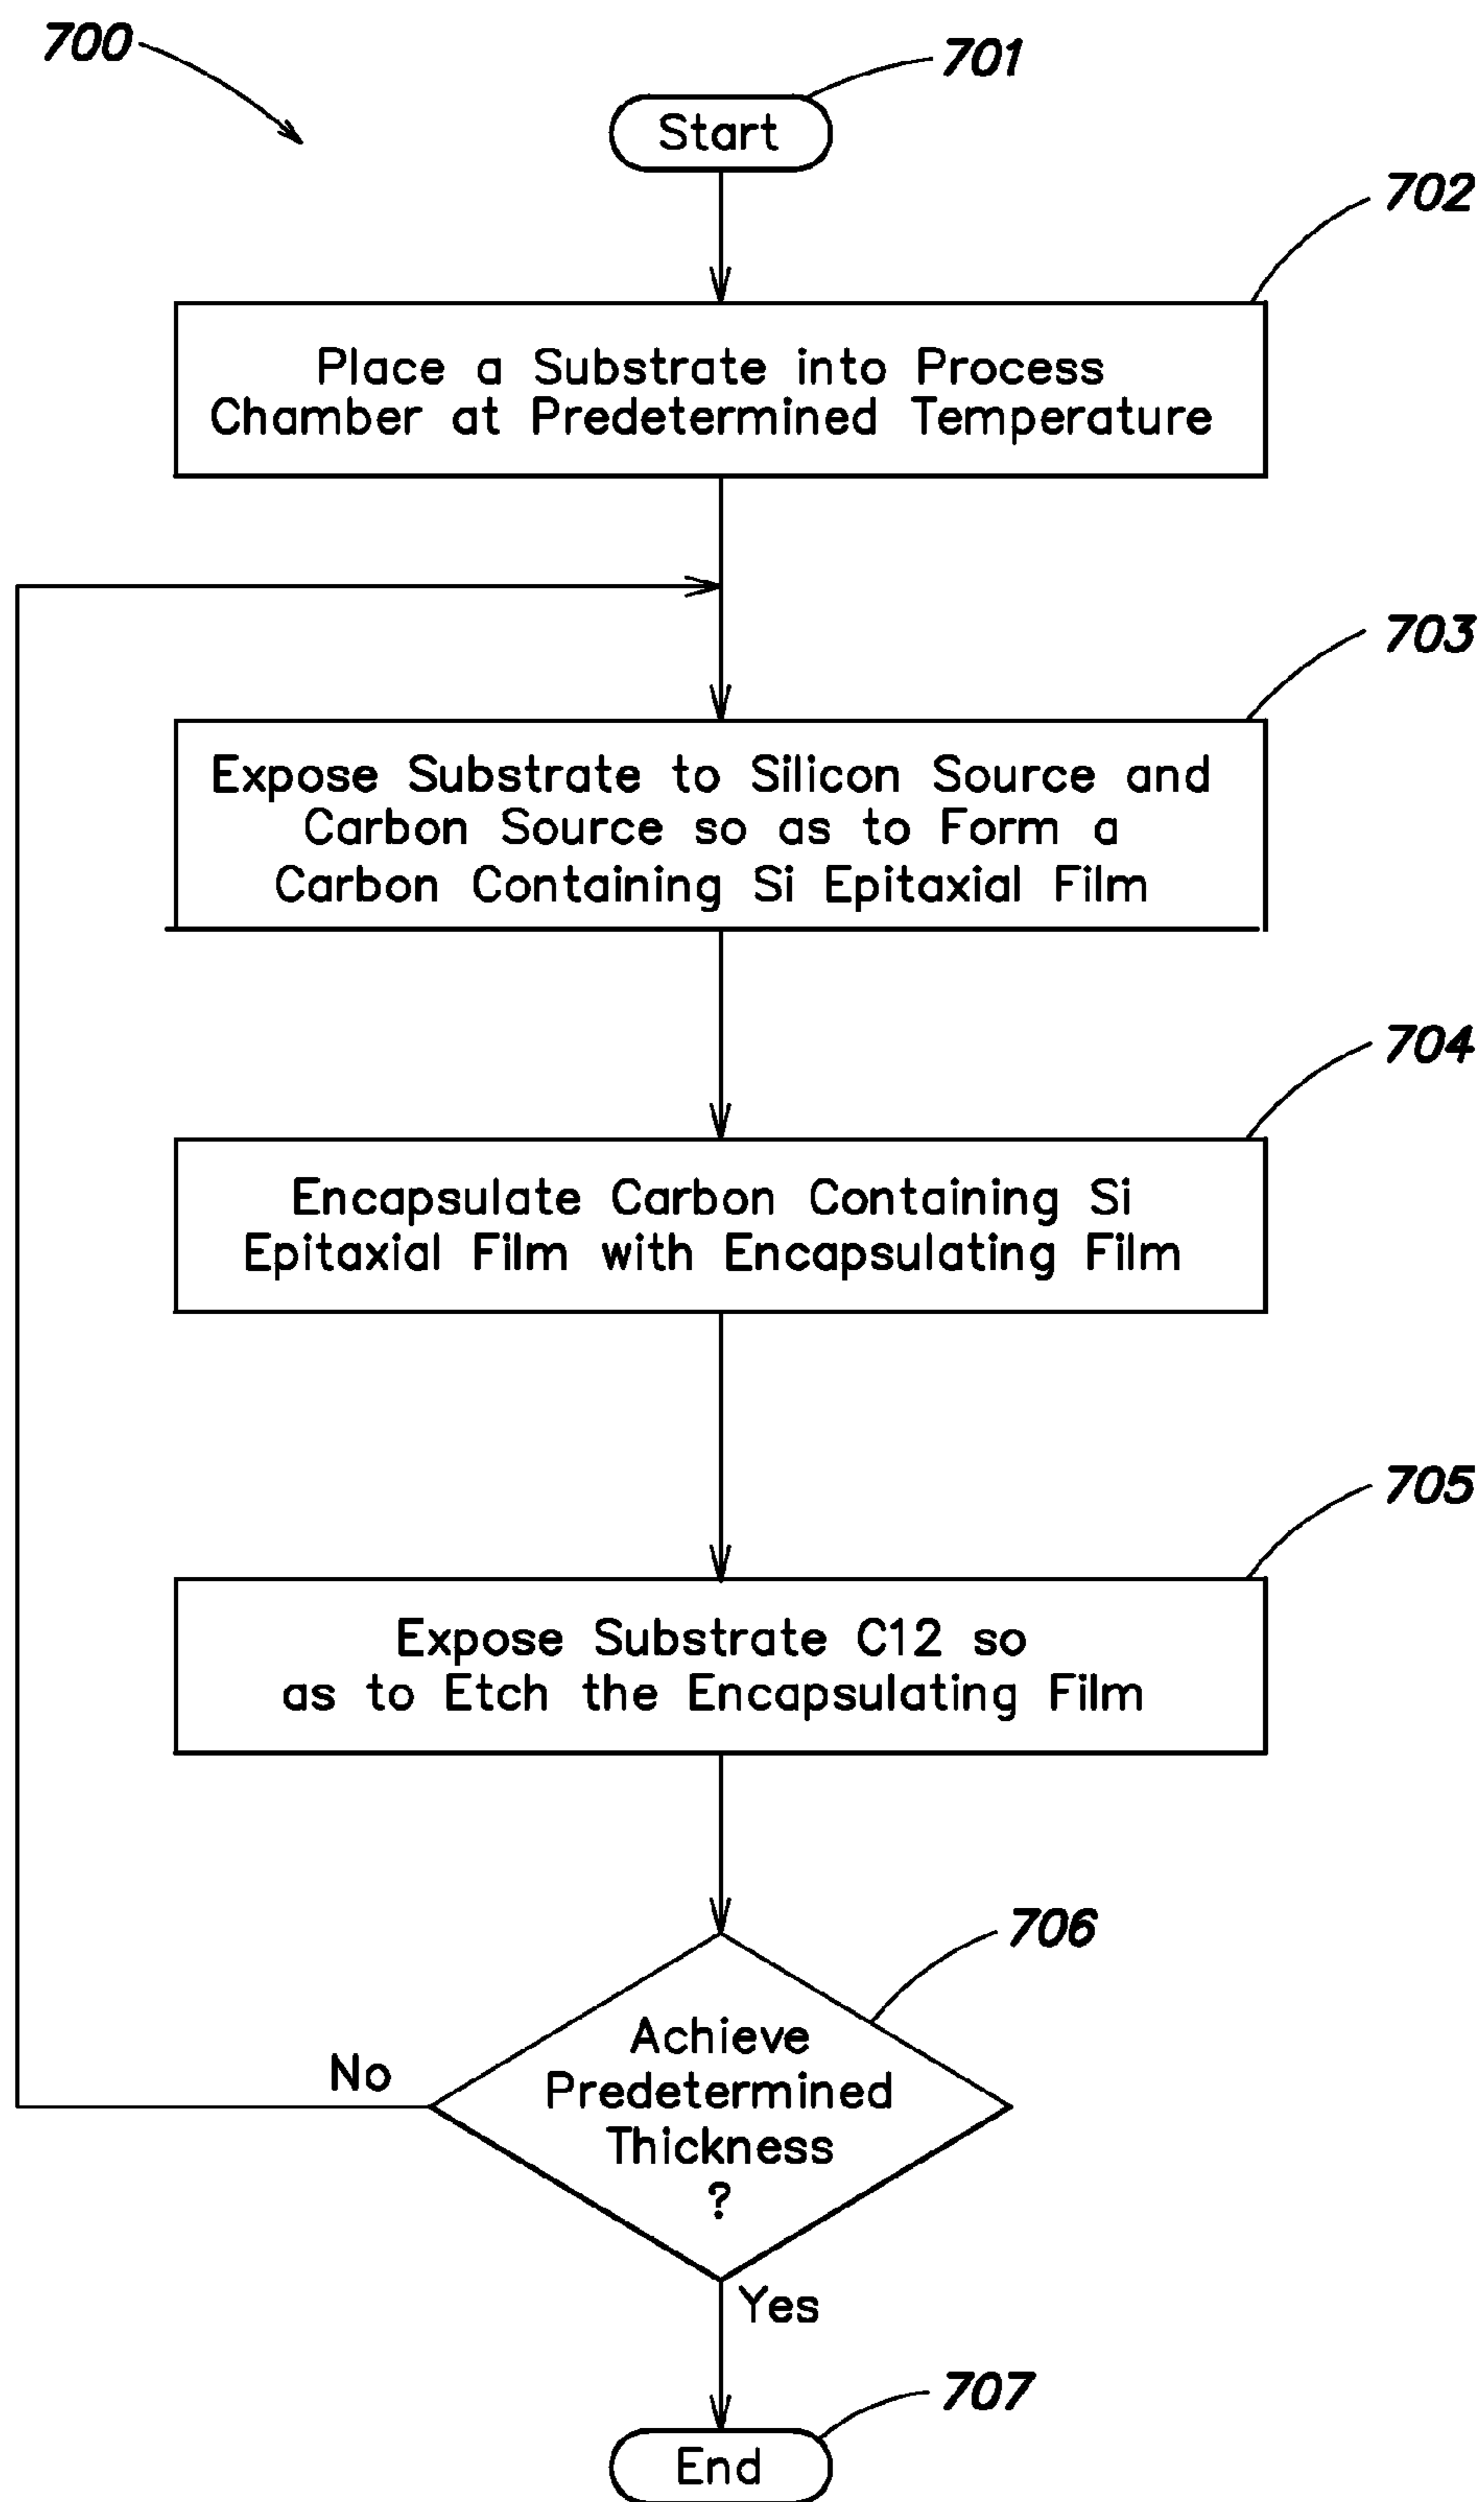 700
701
Start
702
Place a Substrate into Process
Chamber at Predetermined Temperature
703
Expose Substrate to Silicon Source and
Carbon Source so as to Form a
Carbon Containing Si Epitaxial Film
704
Encapsulate Carbon Containing Si
Epitaxial Film with Encapsulating Film
705
Expose Substrate C12 so
as to Etch the Encapsulating Film
706
Achieve
Predetermined
Thickness
?
No
Yes
707
End